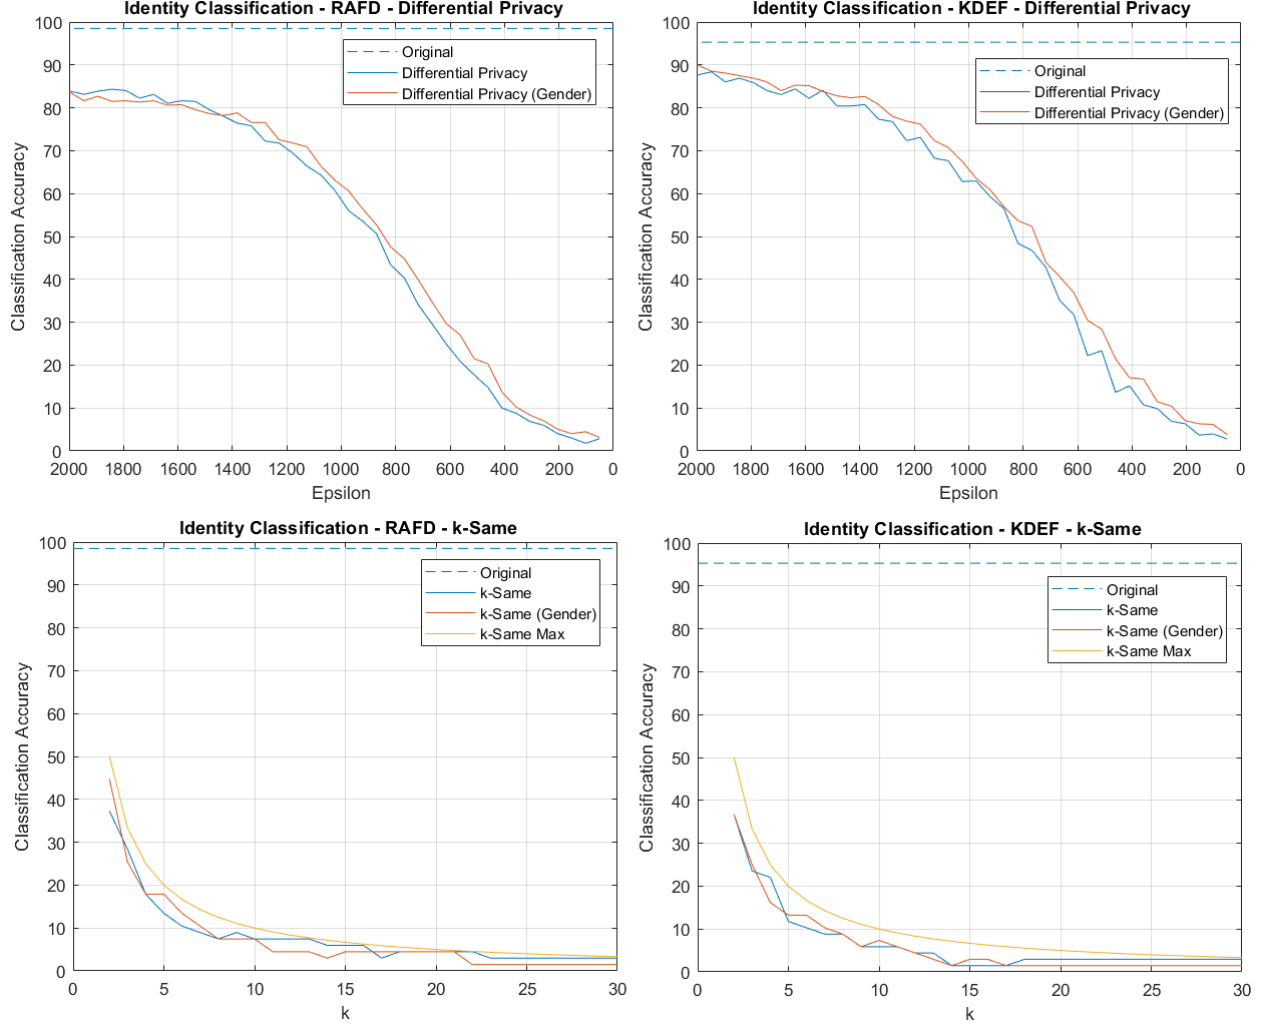 Identity Classification - RAFD - Differential Privacy
100
90
80
70
60
50
40
30
20
10
0
Classification Accuracy
Original
Differential Privacy
Differential Privacy (Gender)
2000 1800 1600 1400 1200 1000 800 600 400 200 0
Epsilon
Identity Classification - KDEF - Differential Privacy
100
90
80
70
60
50
40
30
20
10
0
Classification Accuracy
Original
Differential Privacy
Differential Privacy (Gender)
2000 1800 1600 1400 1200 1000 800 600 400 200 0
Epsilon
Identity Classification - RAFD - k-Same
100
90
80
70
60
50
40
30
20
10
0
Classification Accuracy
Original
k-Same
k-Same (Gender)
k-Same Max
0 5 10 15 20 25 30
k
Identity Classification - KDEF - k-Same
100
90
80
70
60
50
40
30
20
10
0
Classification Accuracy
Original
k-Same
k-Same (Gender)
k-Same Max
0 5 10 15 20 25 30
k